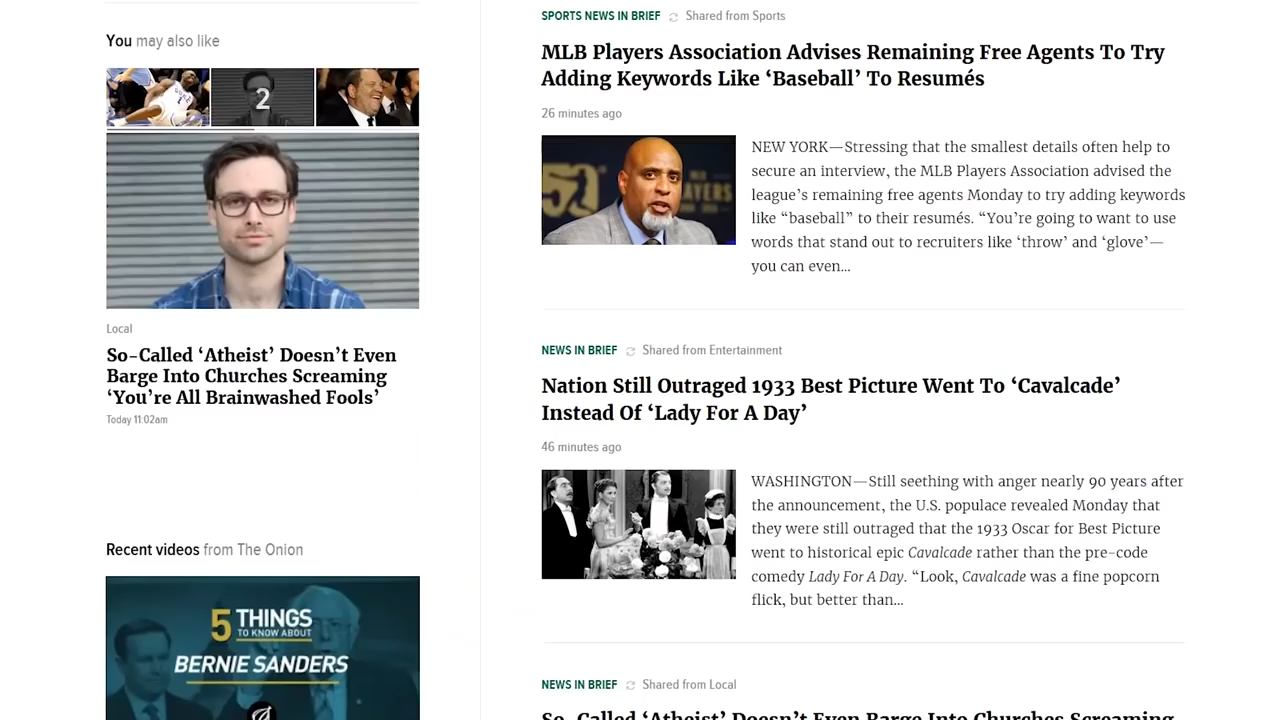 You may also like
2
Local
So-Called ‘Atheist’ Doesn’t Even
Barge Into Churches Screaming
‘You’re All Brainwashed Fools’
Today 11:02am
Recent videos from The Onion
5 THINGS
TO KNOW ABOUT
BERNIE SANDERS
SPORTS NEWS IN BRIEF Shared from Sports
MLB Players Association Advises Remaining Free Agents To Try
Adding Keywords Like ‘Baseball’ To Resumés
26 minutes ago
50
AYERS
NEW YORK—Stressing that the smallest details often help to
secure an interview, the MLB Players Association advised the
league’s remaining free agents Monday to try adding keywords
like “baseball” to their resumés. “You’re going to want to use
words that stand out to recruiters like ‘throw’ and ‘glove’—
you can even...
NEWS IN BRIEF Shared from Entertainment
Nation Still Outraged 1933 Best Picture Went To ‘Cavalcade’
Instead Of ‘Lady For A Day’
46 minutes ago
WASHINGTON—Still seething with anger nearly 90 years after
the announcement, the U.S. populace revealed Monday that
they were still outraged that the 1933 Oscar for Best Picture
went to historical epic Cavalcade rather than the pre-code
comedy Lady For A Day. “Look, Cavalcade was a fine popcorn
flick, but better than...
NEWS IN BRIEF Shared from Local
So-Called ‘Atheist’ Doesn’t Even Barge Into Churches Screaming